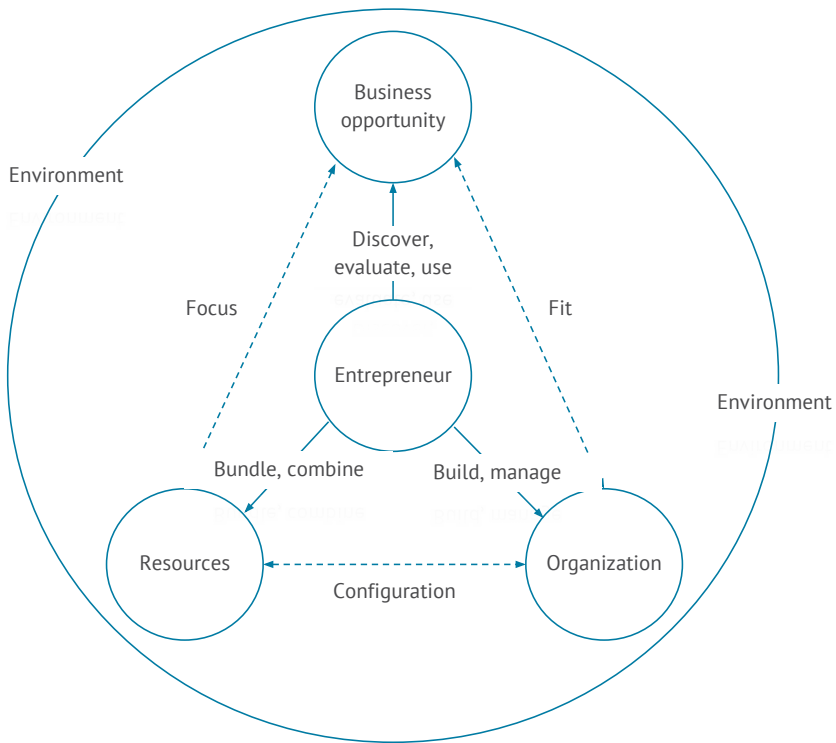 Business
opportunity
Environment
Discover,
evaluate, use
Focus
Fit
Entrepreneur
Environment
Bundle, combine
Build, manage
Resources
Organization
Configuration